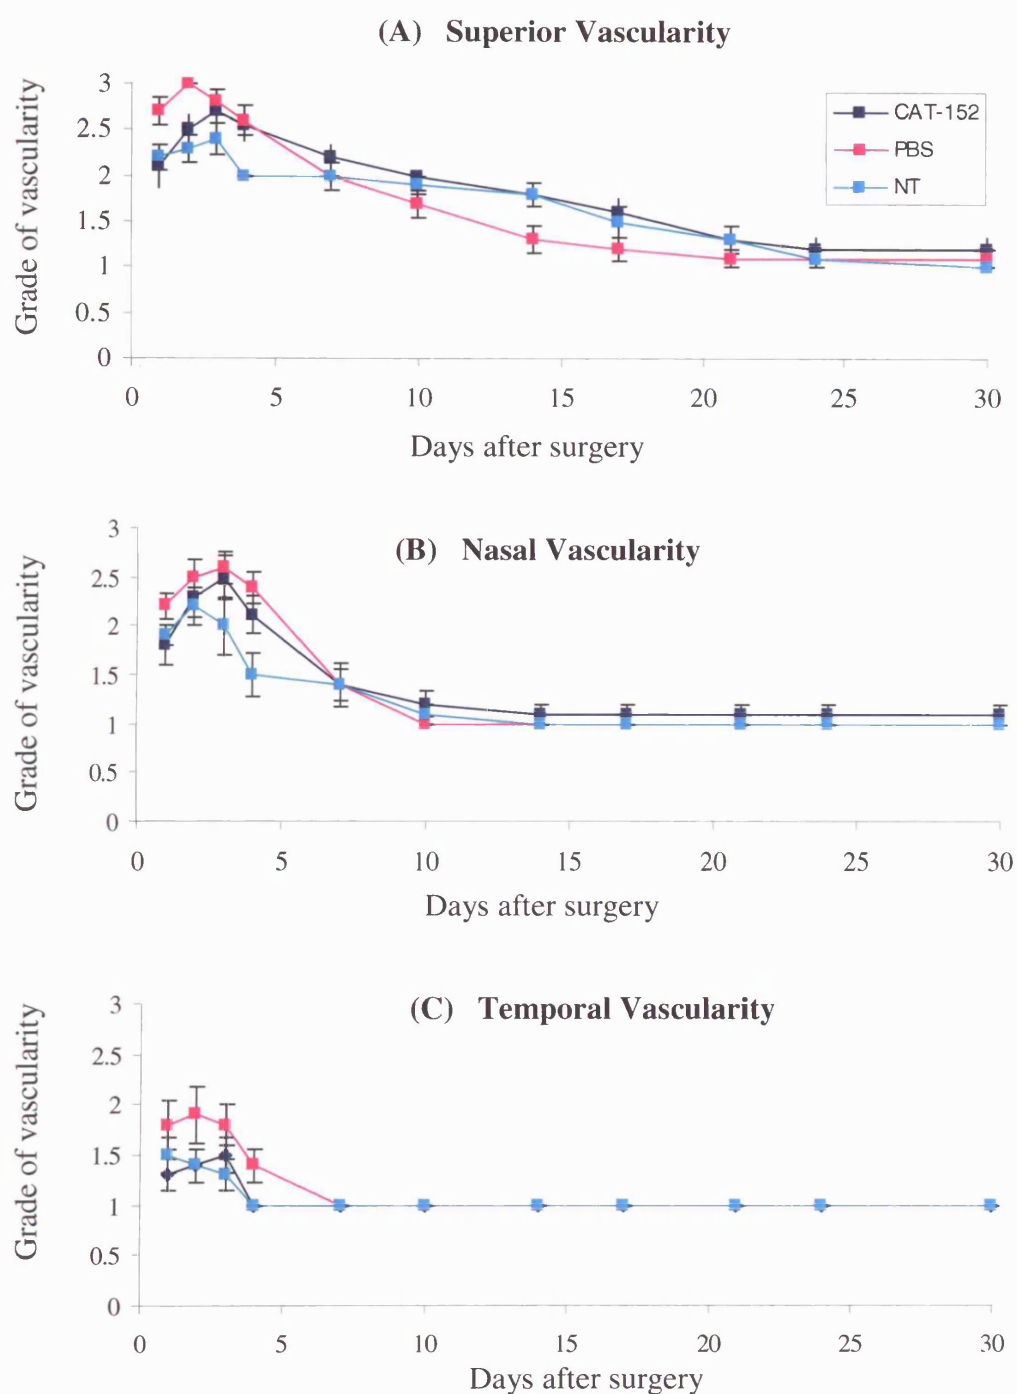 (A) Superior Vascularity
Grade of vascularity
3
2.5
2
1.5
1
0.5
0
CAT-152
PBS
NT
0 5 10 15 20 25 30
Days after surgery
(B) Nasal Vascularity
Grade of vascularity
3
2.5
2
1.5
1
0.5
0
0 5 10 15 20 25 30
Days after surgery
(C) Temporal Vascularity
Grade of vascularity
3
2.5
2
1.5
1
0.5
0
0 5 10 15 20 25 30
Days after surgery